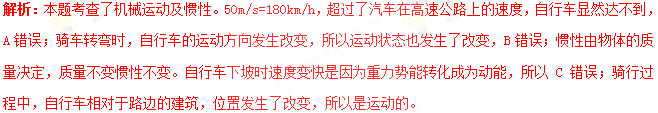 解析：本题考查了机械运动及惯性。50m/s=180km/h，超过了汽车在高速公路上的速度，自行车显然达不到，
A错误；骑车转弯时，自行车的运动方向发生改变，所以运动状态也发生了改变，B错误；惯性由物体的质
量决定，质量不变惯性不变。自行车下坡时速度变快是因为重力势能转化成为动能，所以 C 错误；骑行过
程中，自行车相对于路边的建筑，位置发生了改变，所以是运动的。